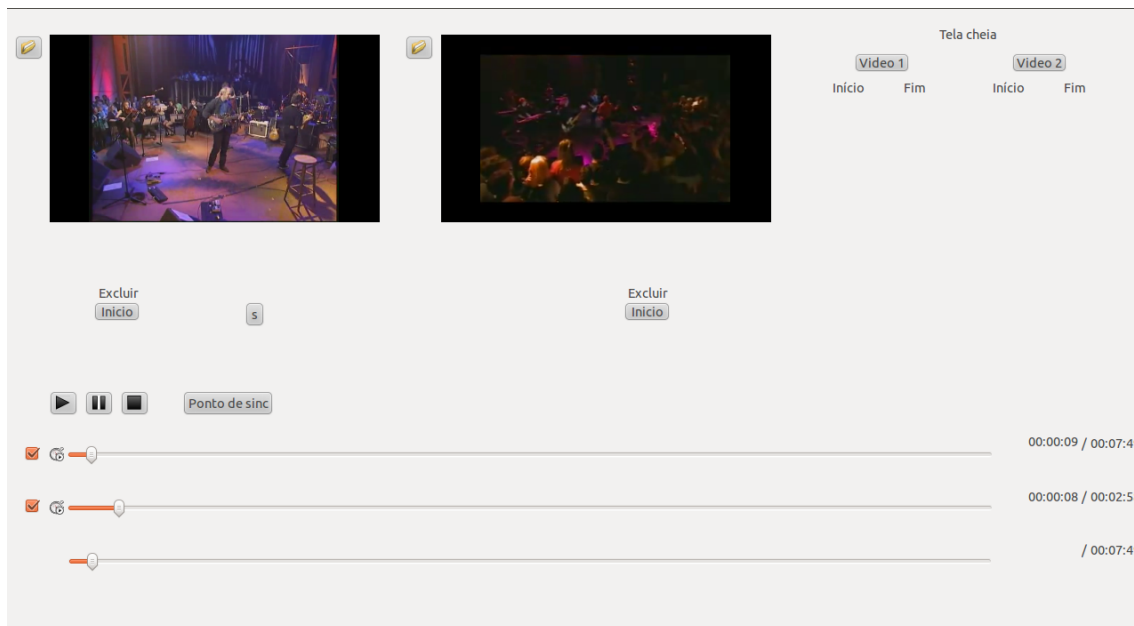 Tela cheia
Video 1 Video 2
Início Fim Início Fim
Excluir Excluir
Inicio s Inicio
Ponto de sinc
00:00:09 / 00:07:4
00:00:08 / 00:02:5
/ 00:07:4